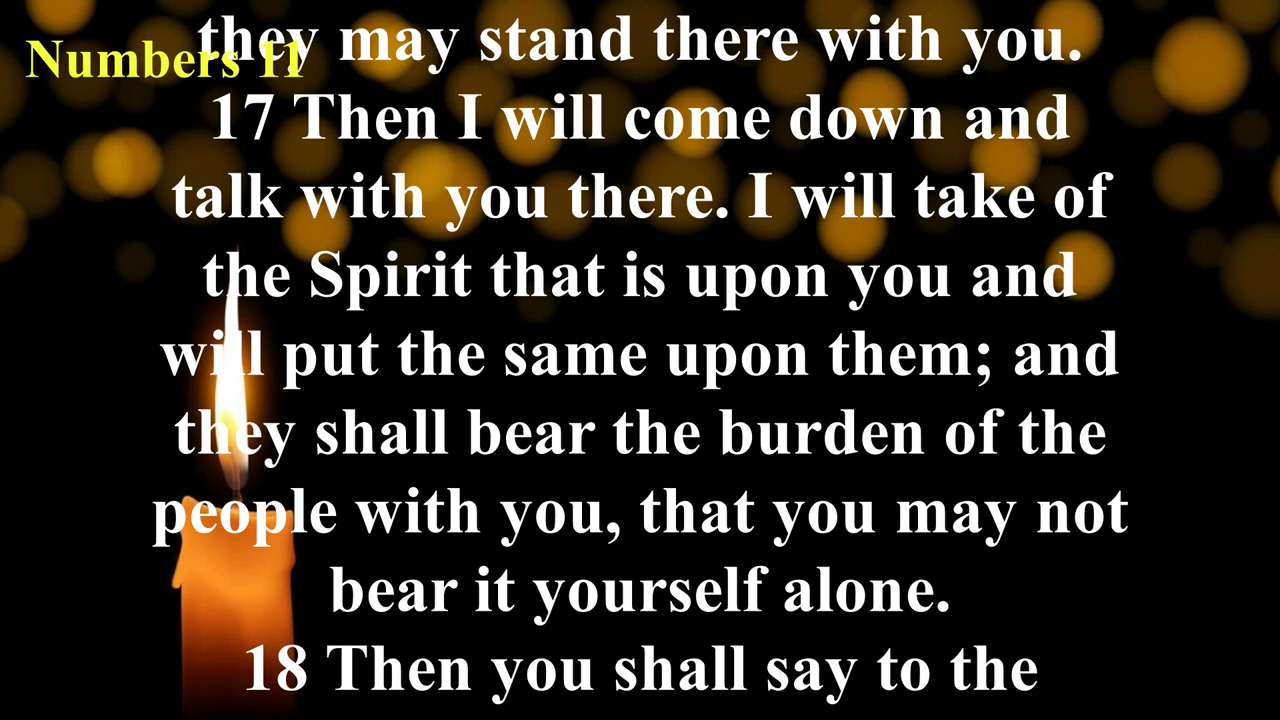 they may stand there with you.
Numbers 11
17 Then I will come down and
talk with you there. I will take of
the Spirit that is upon you and
will put the same upon them; and
they shall bear the burden of the
people with you, that you may not
bear it yourself alone.
18 Then you shall say to the